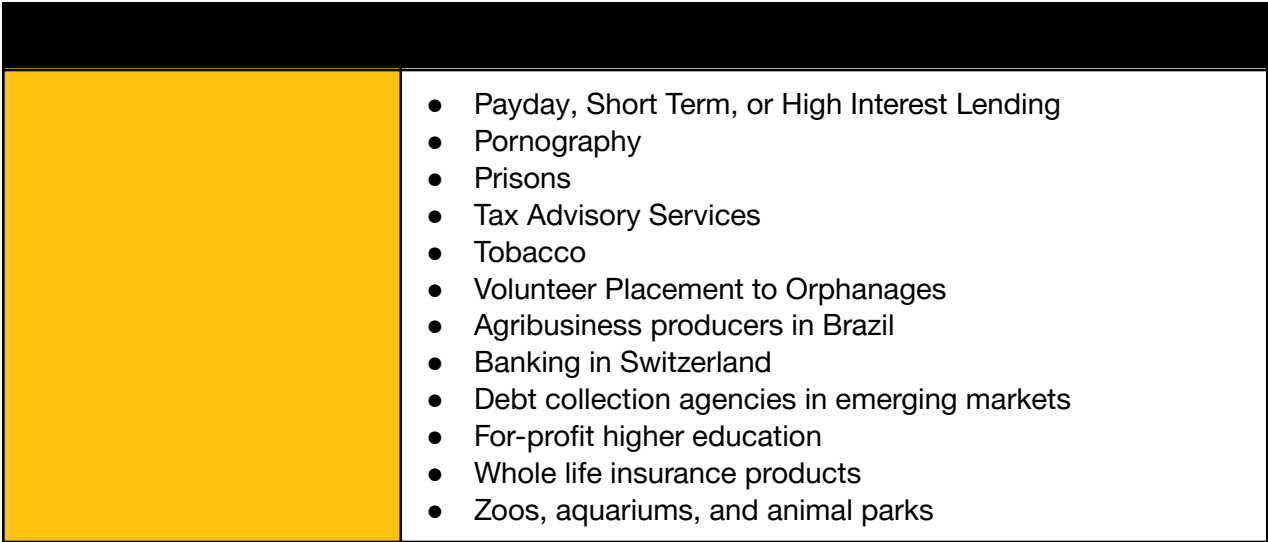 ● Payday, Short Term, or High Interest Lending
● Pornography
● Prisons
● Tax Advisory Services
● Tobacco
● Volunteer Placement to Orphanages
● Agribusiness producers in Brazil
● Banking in Switzerland
● Debt collection agencies in emerging markets
● For-profit higher education
● Whole life insurance products
● Zoos, aquariums, and animal parks